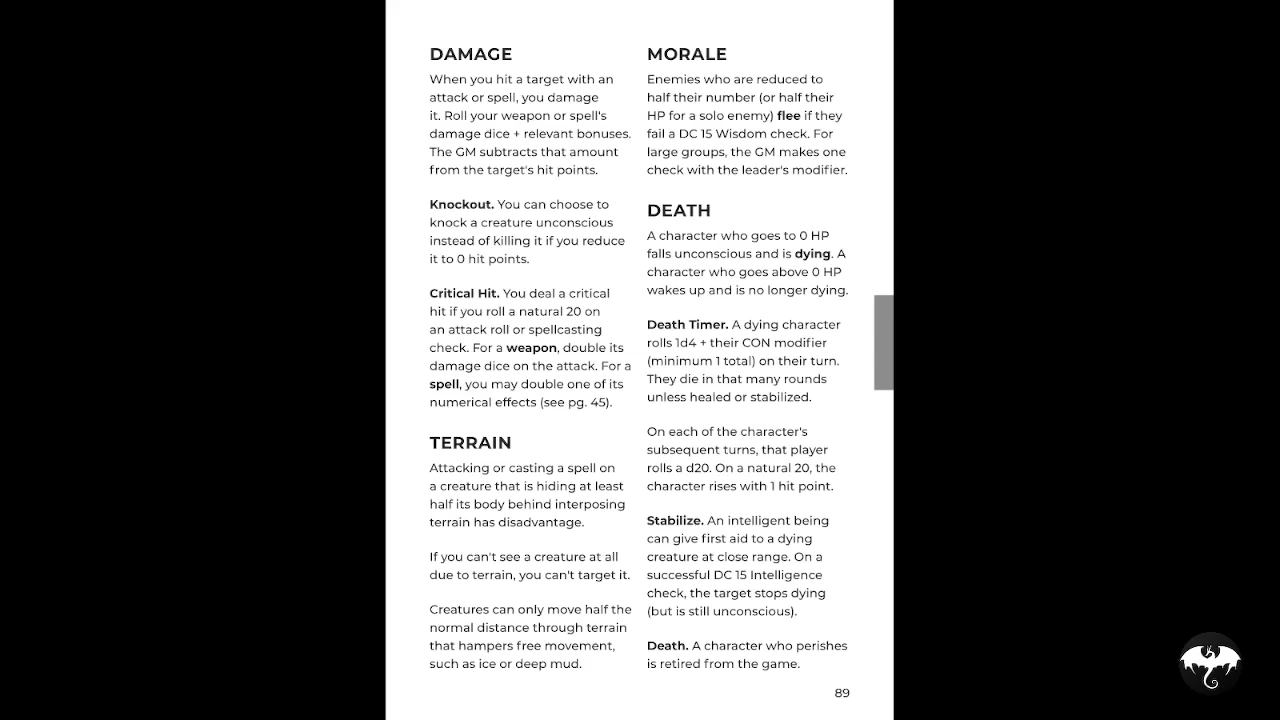 DAMAGE
When you hit a target with an
attack or spell, you damage
it. Roll your weapon or spell's
damage dice + relevant bonuses.
The GM subtracts that amount
from the target's hit points.
Knockout. You can choose to
knock a creature unconscious
instead of killing it if you reduce
it to 0 hit points.
Critical Hit. You deal a critical
hit if you roll a natural 20 on
an attack roll or spellcasting
check. For a weapon, double its
damage dice on the attack. For a
spell, you may double one of its
numerical effects (see pg. 45).
TERRAIN
Attacking or casting a spell on
a creature that is hiding at least
half its body behind interposing
terrain has disadvantage.
If you can't see a creature at all
due to terrain, you can't target it.
Creatures can only move half the
normal distance through terrain
that hampers free movement,
such as ice or deep mud.
MORALE
Enemies who are reduced to
half their number (or half their
HP for a solo enemy) flee if they
fail a DC 15 Wisdom check. For
large groups, the GM makes one
check with the leader's modifier.
DEATH
A character who goes to 0 HP
falls unconscious and is dying. A
character who goes above 0 HP
wakes up and is no longer dying.
Death Timer. A dying character
rolls 1d4 + their CON modifier
(minimum 1 total) on their turn.
They die in that many rounds
unless healed or stabilized.
On each of the character's
subsequent turns, that player
rolls a d20. On a natural 20, the
character rises with 1 hit point.
Stabilize. An intelligent being
can give first aid to a dying
creature at close range. On a
successful DC 15 Intelligence
check, the target stops dying
(but is still unconscious).
Death. A character who perishes
is retired from the game.
89